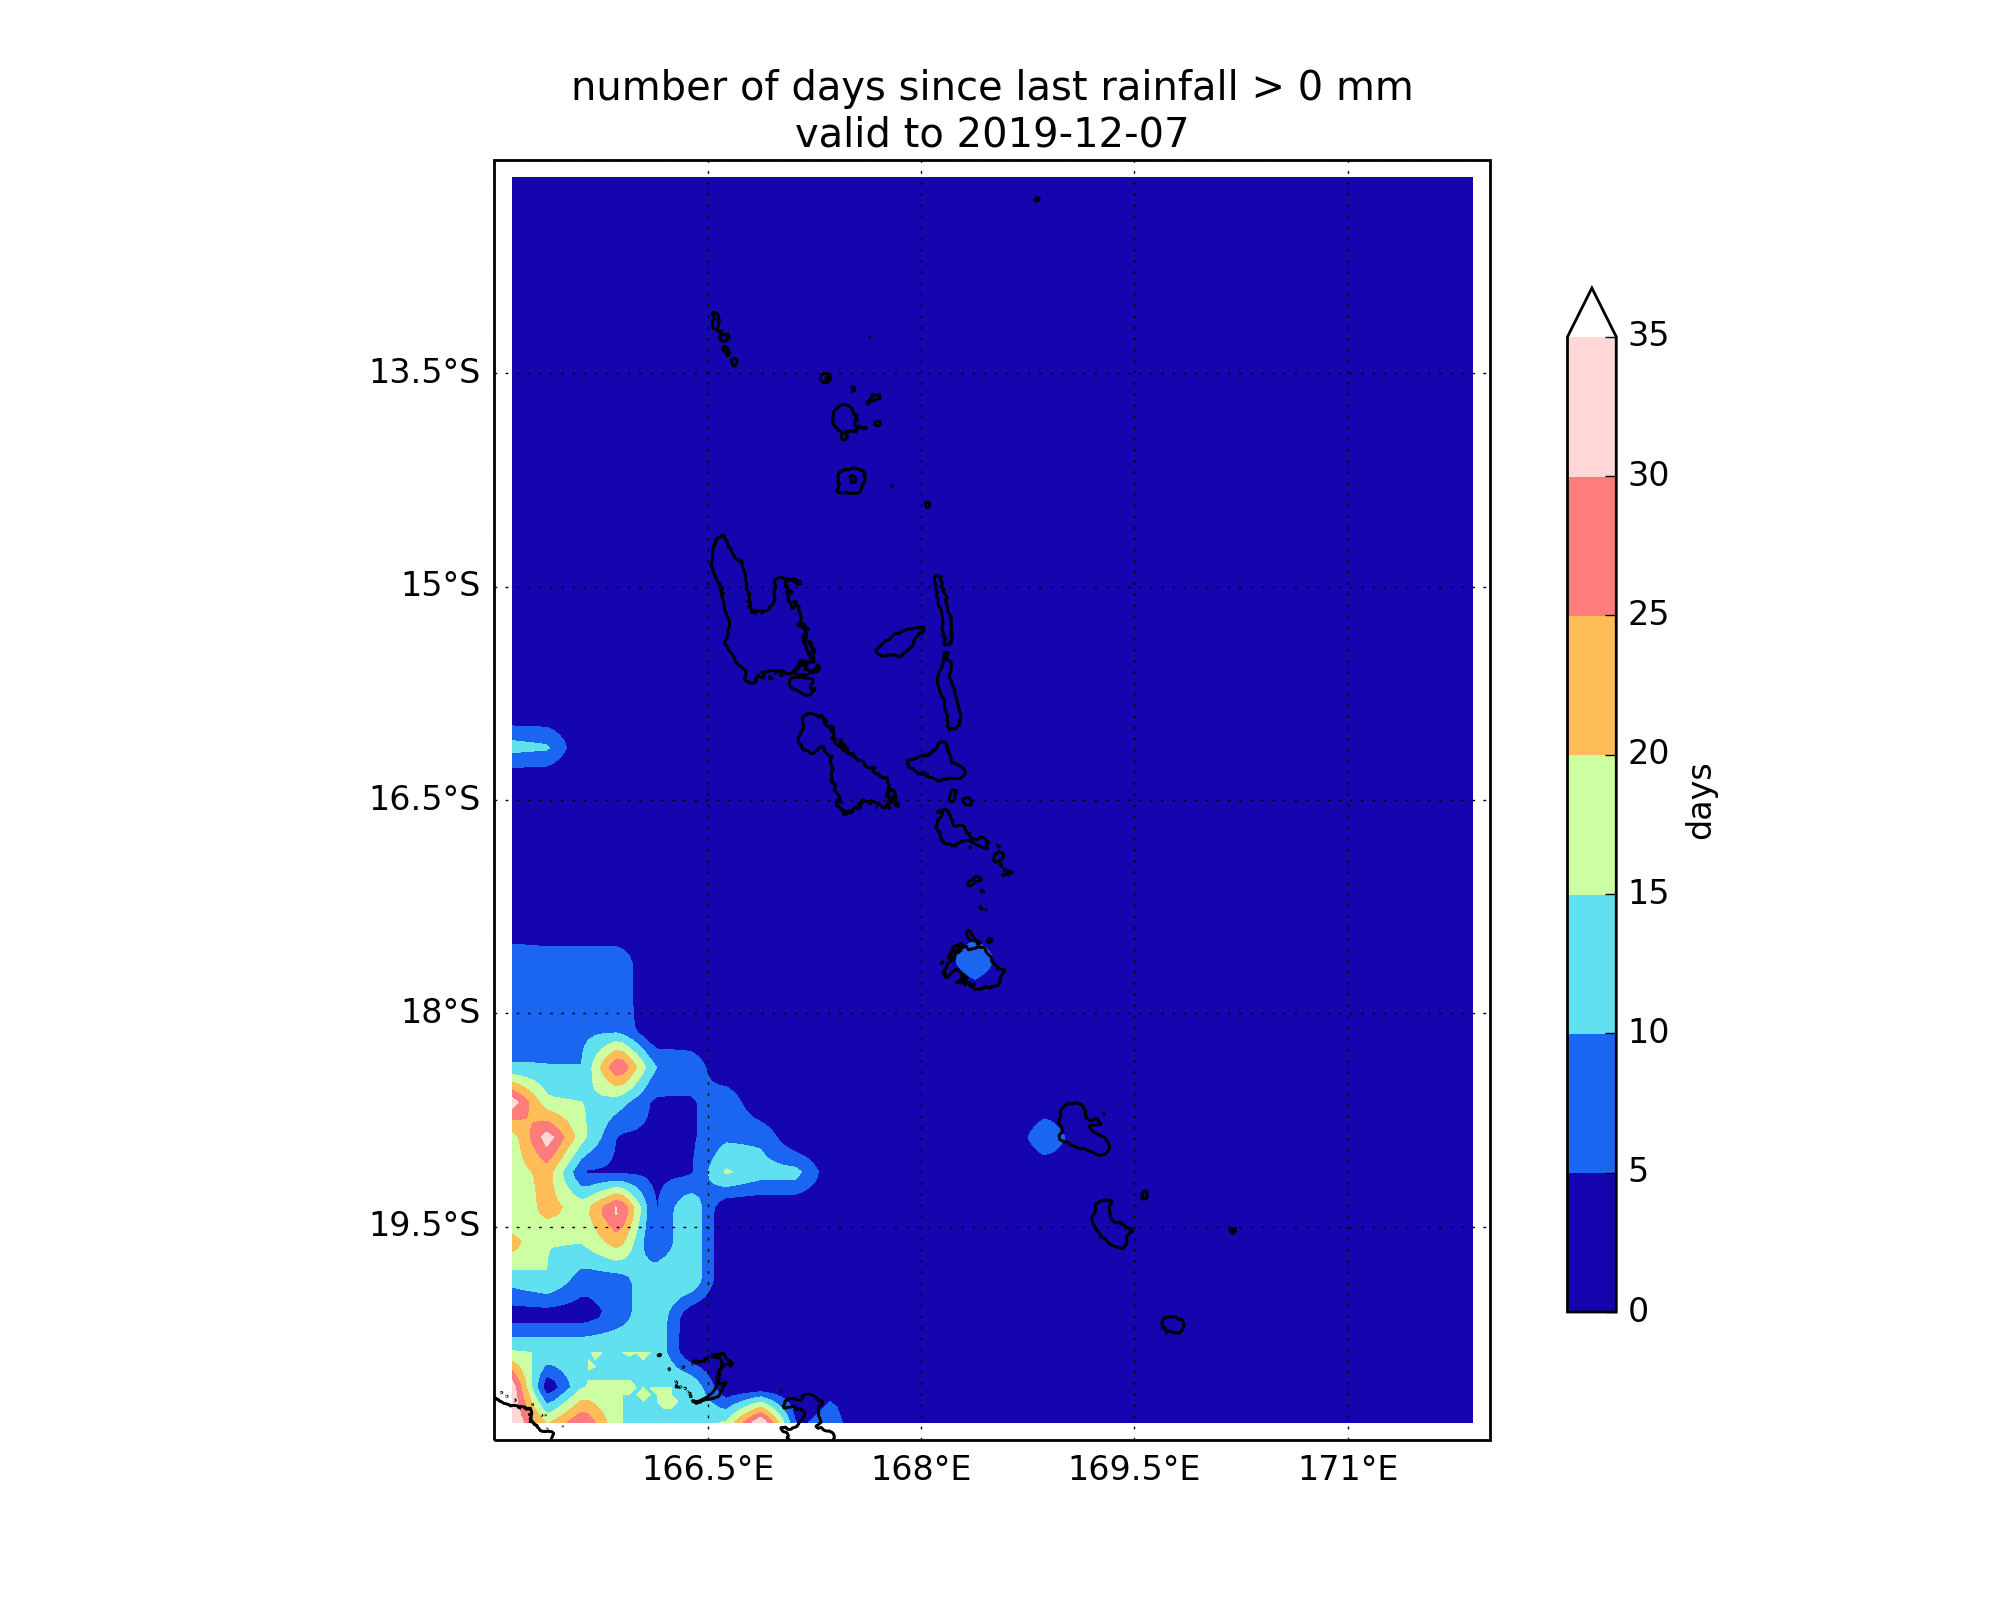 number of days since last rainfall > 0 mm
valid to 2019-12-07
13.5°S
15°S
16.5°S
18°S
19.5°S
166.5°E
168°E
169.5°E
171°E
35
30
25
20
15
10
5
0
days